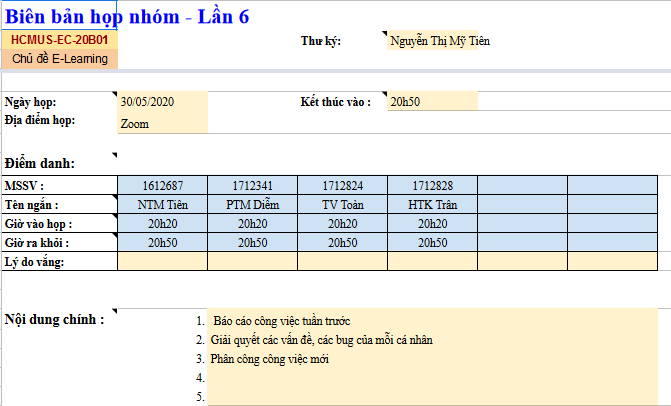 Biên bản họp nhóm - Lần 6
HCMUS-EC-20B01
Thư ký: Nguyễn Thị Mỹ Tiên
Chủ đề E-Learning
Ngày họp: 30/05/2020 Kết thúc vào : 20h50
Địa điểm họp: Zoom
Điểm danh:
MSSV : 1612687 1712341 1712824 1712828
Tên ngắn : NTM Tiên PTM Diễm TV Toàn HTK Trân
Giờ vào họp : 20h20 20h20 20h20 20h20
Giờ ra khỏi : 20h50 20h50 20h50 20h50
Lý do vắng:
Nội dung chính :
1. Báo cáo công việc tuần trước
2. Giải quyết các vấn đề, các bug của mỗi cá nhân
3. Phân công công việc mới
4.
5.